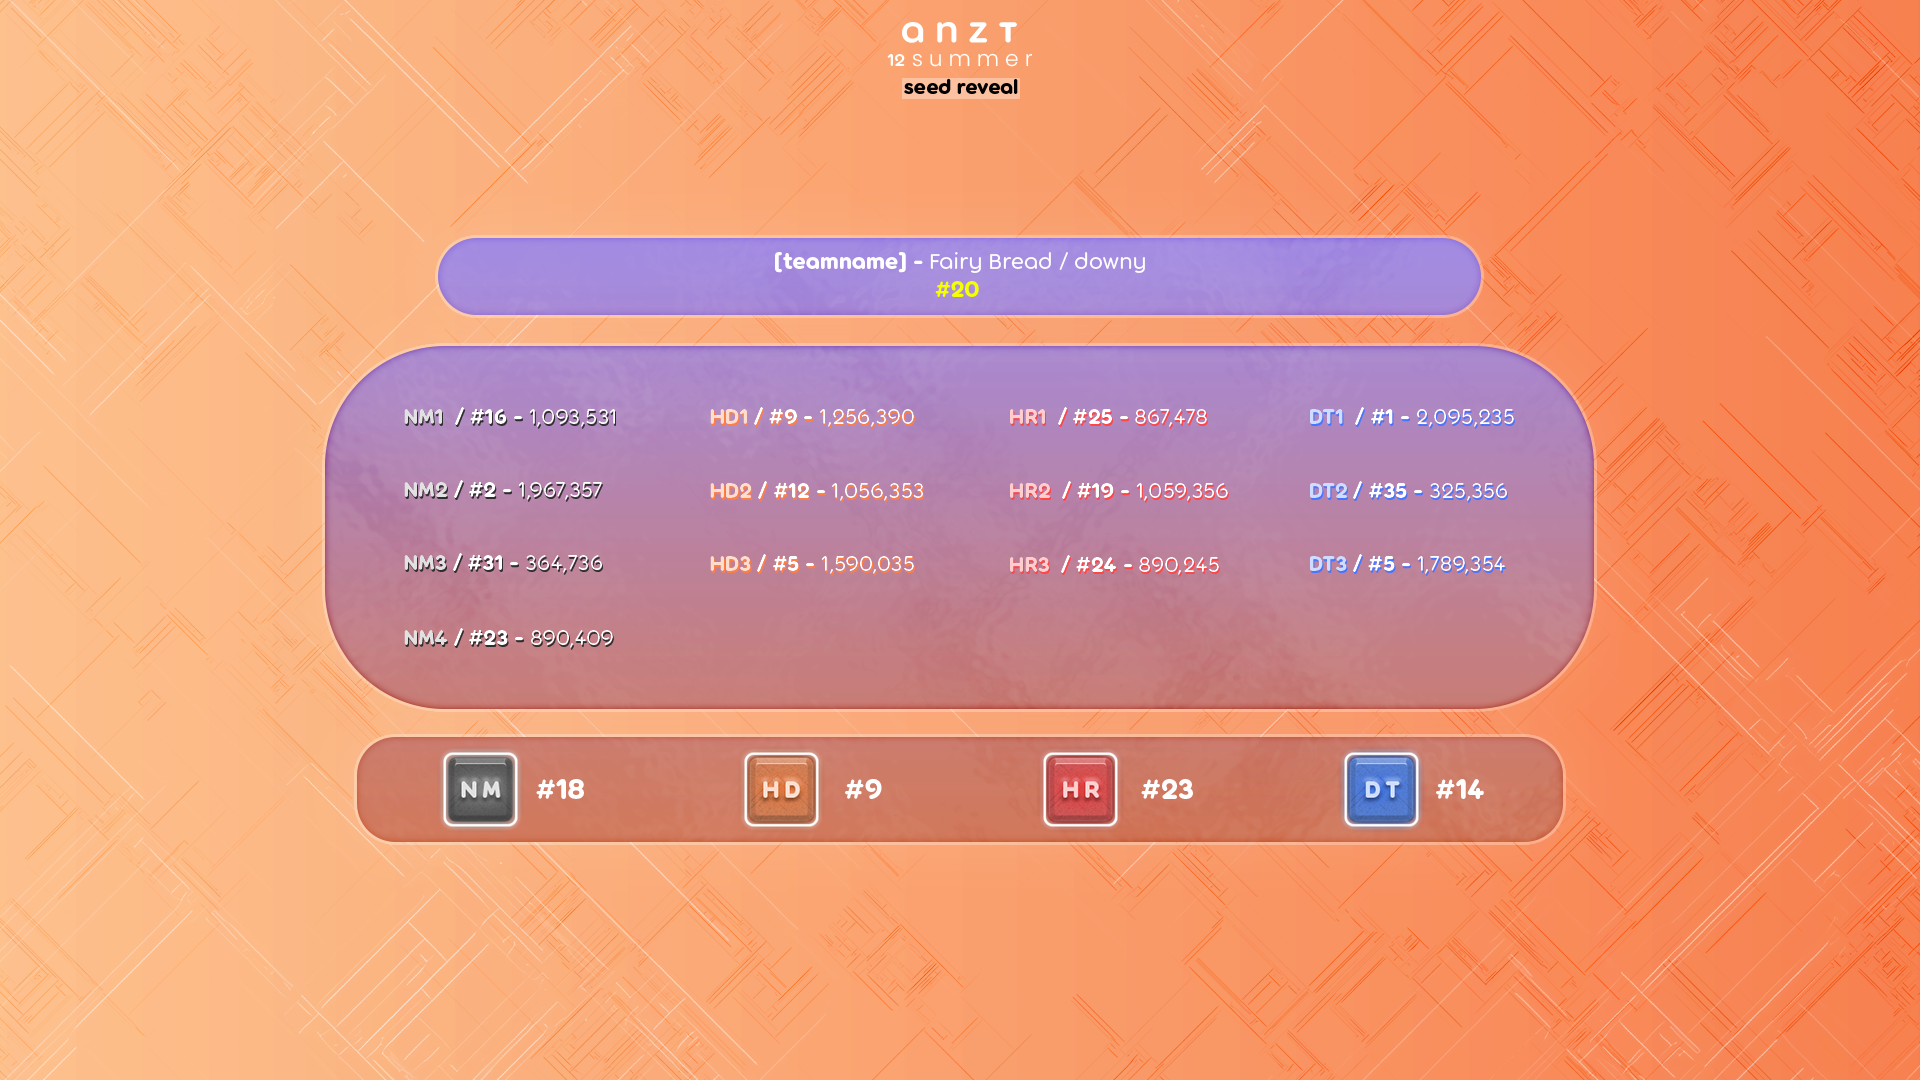 anzt
12 summer
seed reveal
[teamname] - Fairy Bread / downy
#20
NM1 / #16 - 1,093,531
HD1 / #9 - 1,256,390
HR1 / #25 - 867,478
DT1 / #1 - 2,095,235
NM2 / #2 - 1,967,357
HD2 / #12 - 1,056,353
HR2 / #19 - 1,059,356
DT2 / #35 - 325,356
NM3 / #31 - 364,736
HD3 / #5 - 1,590,035
HR3 / #24 - 890,245
DT3 / #5 - 1,789,354
NM4 / #23 - 890,409
NM #18
HD #9
HR #23
DT #14